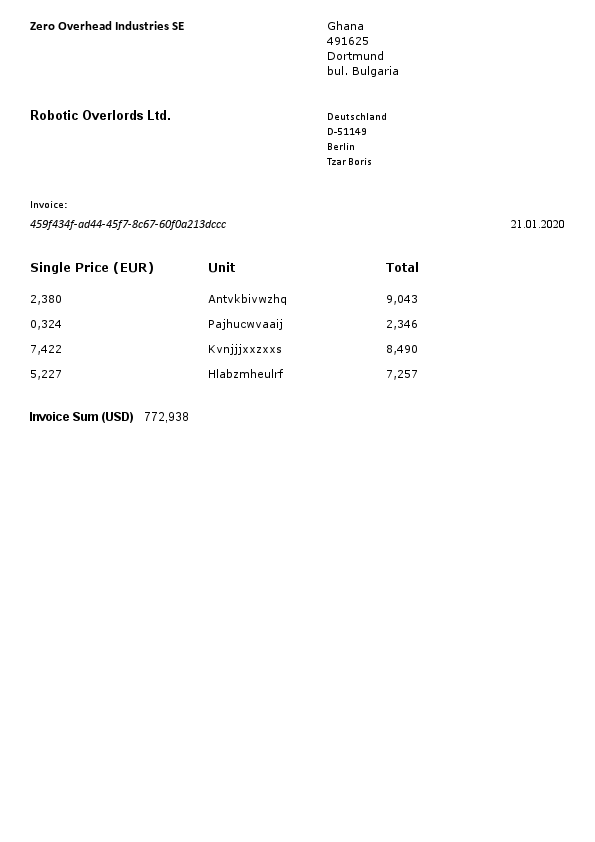 Zero Overhead Industries SE
Ghana
491625
Dortmund
bul. Bulgaria
Robotic Overlords Ltd.
Deutschland
D-51149
Berlin
Tzar Boris
Invoice:
459f434f-ad44-45f7-8c67-60f0a213dccc 21.01.2020
Single Price (EUR) Unit Total
2,380 Antvkbivwzhq 9,043
0,324 Pajhucwvaaij 2,346
7,422 Kvnjjjxxzxxs 8,490
5,227 Hlabzmheulrf 7,257
Invoice Sum (USD) 772,938